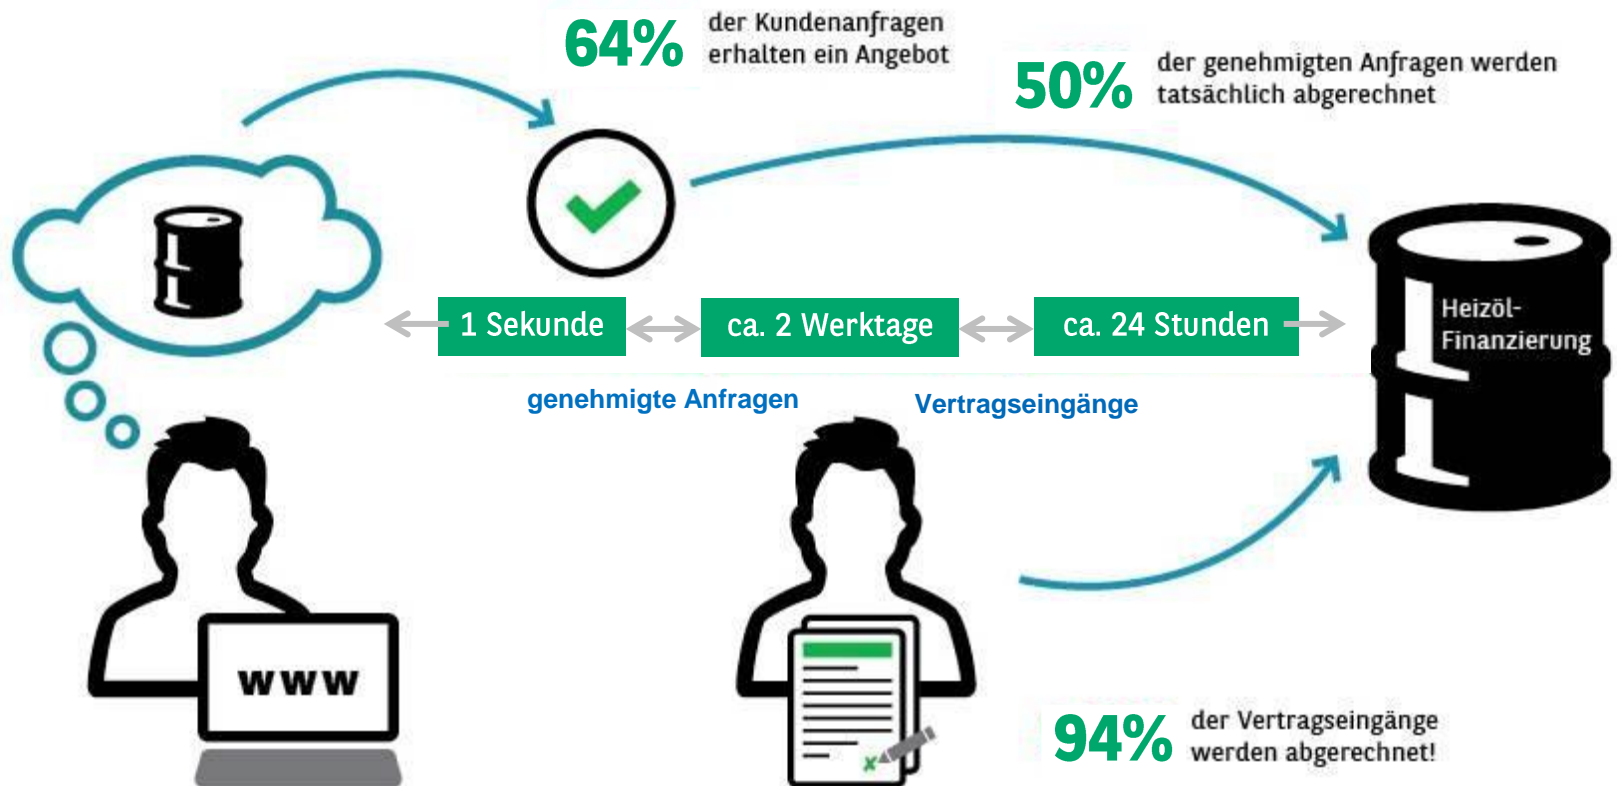 64%
der Kundenanfragen
erhalten ein Angebot
50%
der genehmigten Anfragen werden
tatsächlich abgerechnet
1 Sekunde
ca. 2 Werktage
ca. 24 Stunden
Heizöl-
Finanzierung
genehmigte Anfragen
Vertragseingänge
www
94%
der Vertragseingänge
werden abgerechnet!